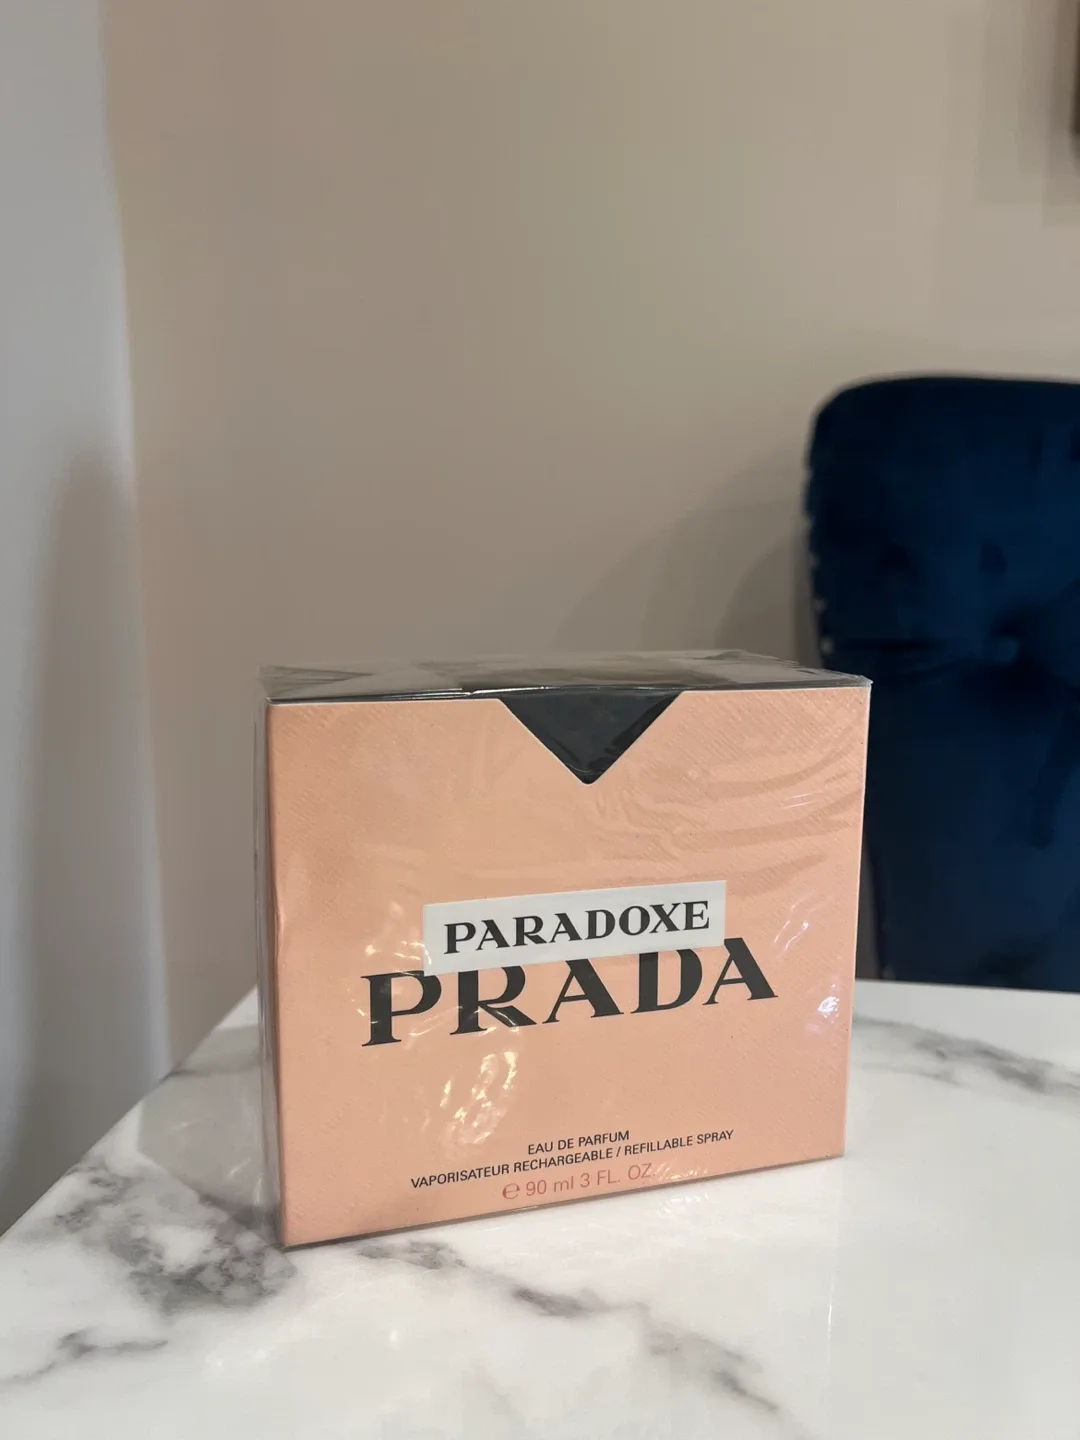 PARADOXE
PRADA
EAU DE PARFUM
VAPORISATEUR RECHARGEABLE / REFILLABLE SPRAY
℮ 90 ml 3 FL. OZ